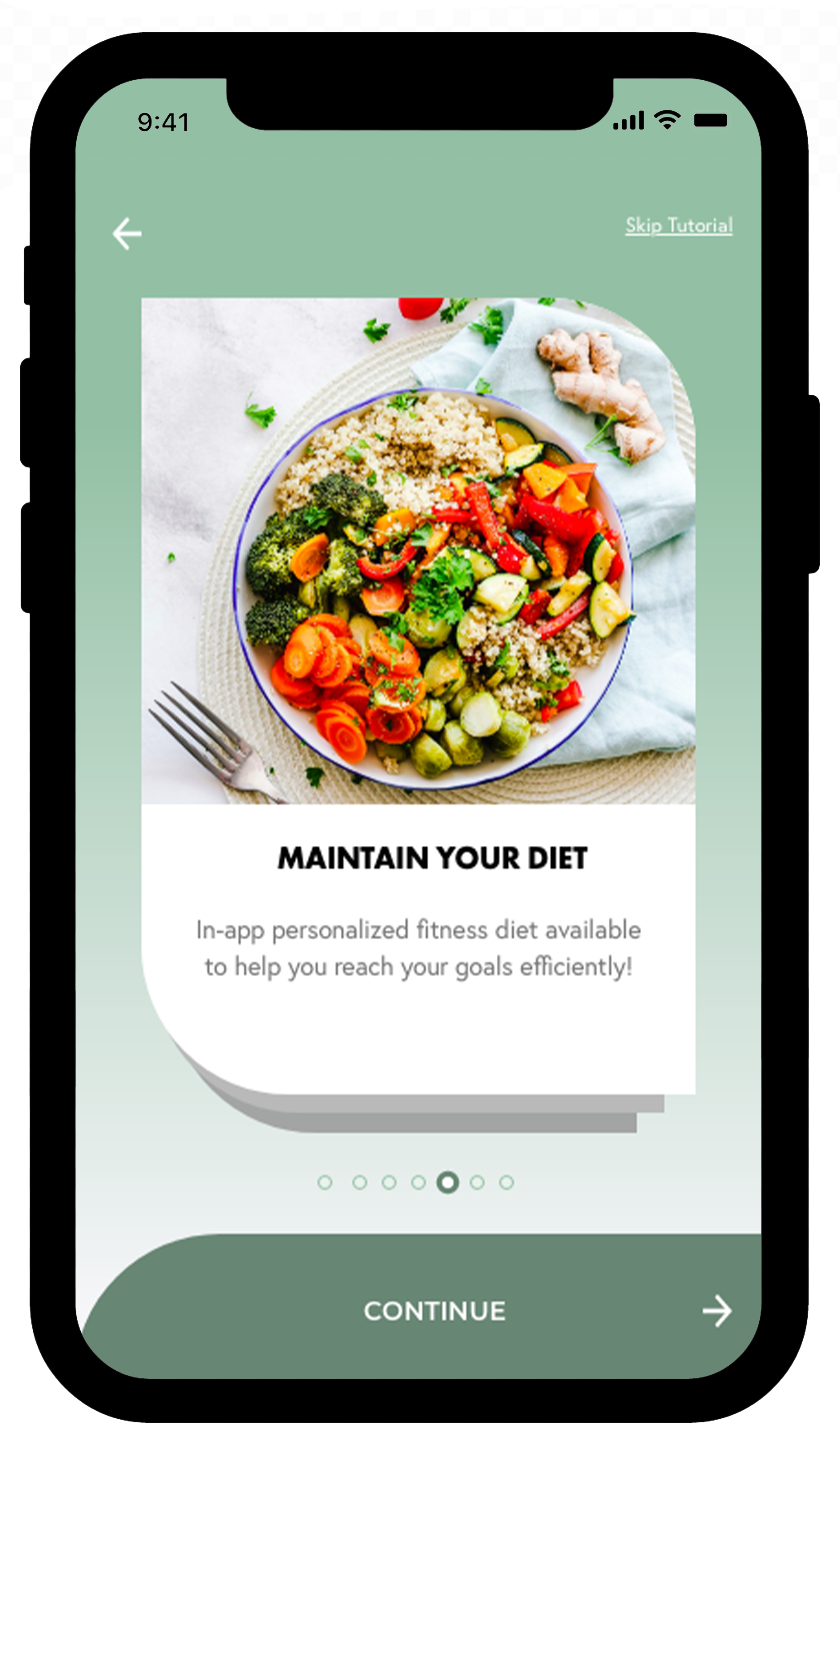 9:41
Skip Tutorial
MAINTAIN YOUR DIET
In-app personalized fitness diet available
to help you reach your goals efficiently!
CONTINUE